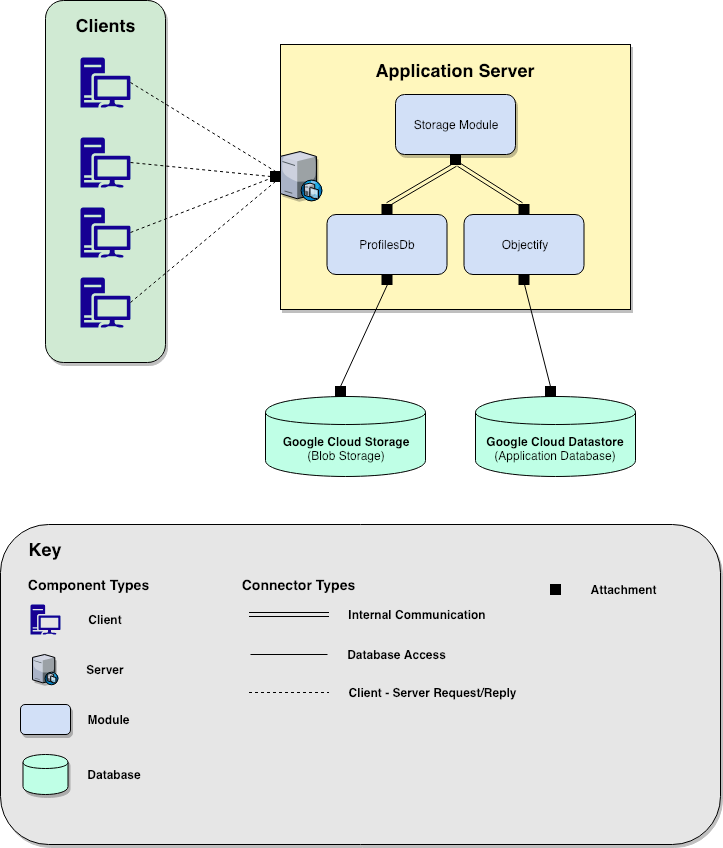 Clients
Application Server
Storage Module
ProfilesDb
Objectify
Google Cloud Storage
(Blob Storage)
Google Cloud Datastore
(Application Database)
Key
Component Types
Client
Server
Module
Database
Connector Types
Internal Communication
Database Access
Client - Server Request/Reply
Attachment